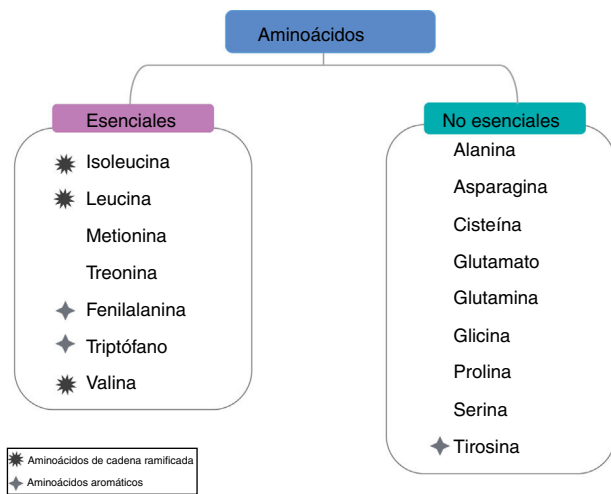 Aminoácidos
Esenciales
Isoleucina
Leucina
Metionina
Treonina
Fenilalanina
Triptófano
Valina
No esenciales
Alanina
Asparagina
Cisteína
Glutamato
Glutamina
Glicina
Prolina
Serina
Tirosina
Aminoácidos de cadena ramificada
Aminoácidos aromáticos